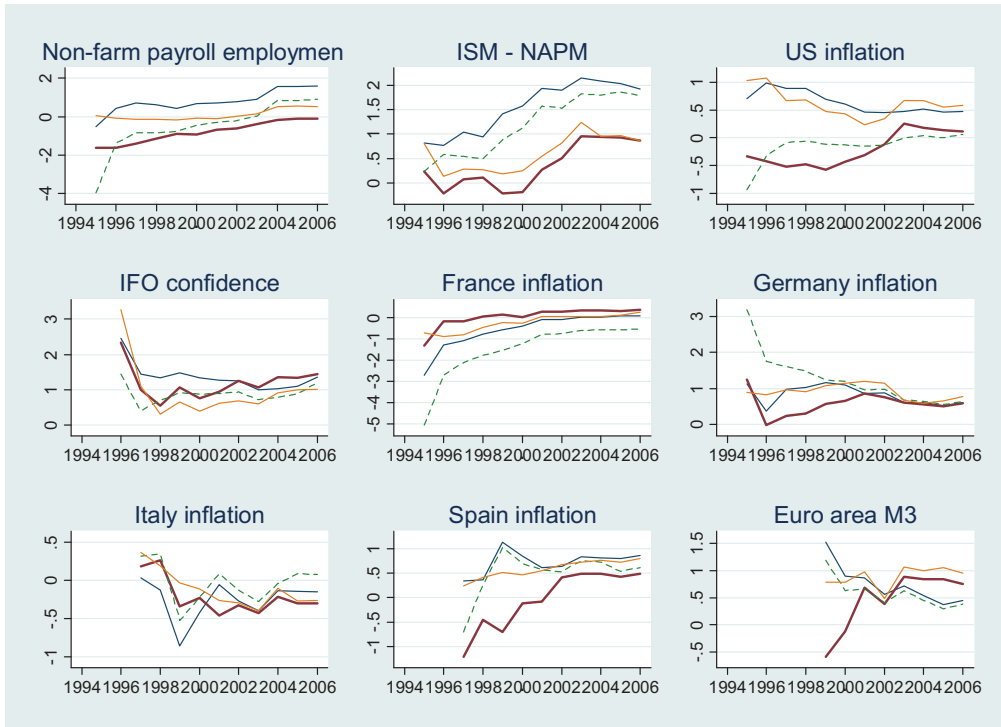 Non-farm payroll employmen
ISM - NAPM
US inflation
2
0
-2
-4
1994 1996 1998 2000 2002 2004 2006
0 .5 1 1.5 2
1994 1996 1998 2000 2002 2004 2006
-1 -.5 0 .5 1
1994 1996 1998 2000 2002 2004 2006
IFO confidence
France inflation
Germany inflation
0 1 2 3
1994 1996 1998 2000 2002 2004 2006
-5 -4 -3 -2 -1 0
1994 1996 1998 2000 2002 2004 2006
0 1 2 3
1994 1996 1998 2000 2002 2004 2006
Italy inflation
Spain inflation
Euro area M3
-1 -.5 0 .5
1994 1996 1998 2000 2002 2004 2006
-1.5 -1 -.5 0 .5 1
1994 1996 1998 2000 2002 2004 2006
-.5 0 .5 1 1.5
1994 1996 1998 2000 2002 2004 2006